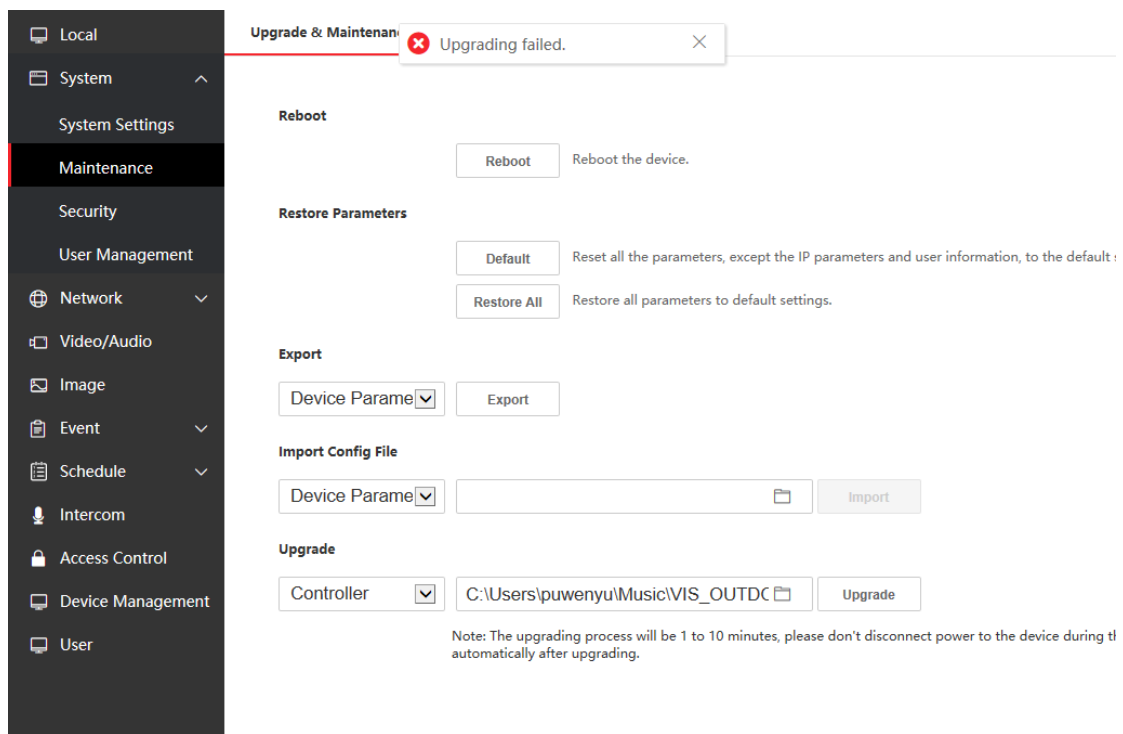 Local
System
System Settings
Maintenance
Security
User Management
Network
Video/Audio
Image
Event
Schedule
Intercom
Access Control
Device Management
User
Upgrade & Maintenan
Upgrading failed.
Reboot
Reboot Reboot the device.
Restore Parameters
Default Reset all the parameters, except the IP parameters and user information, to the default
Restore All Restore all parameters to default settings.
Export
Device Parame Export
Import Config File
Device Parame Import
Upgrade
Controller C:\Users\puwenyu\Music\VIS_OUTDO Upgrade
Note: The upgrading process will be 1 to 10 minutes, please don't disconnect power to the device during
automatically after upgrading.